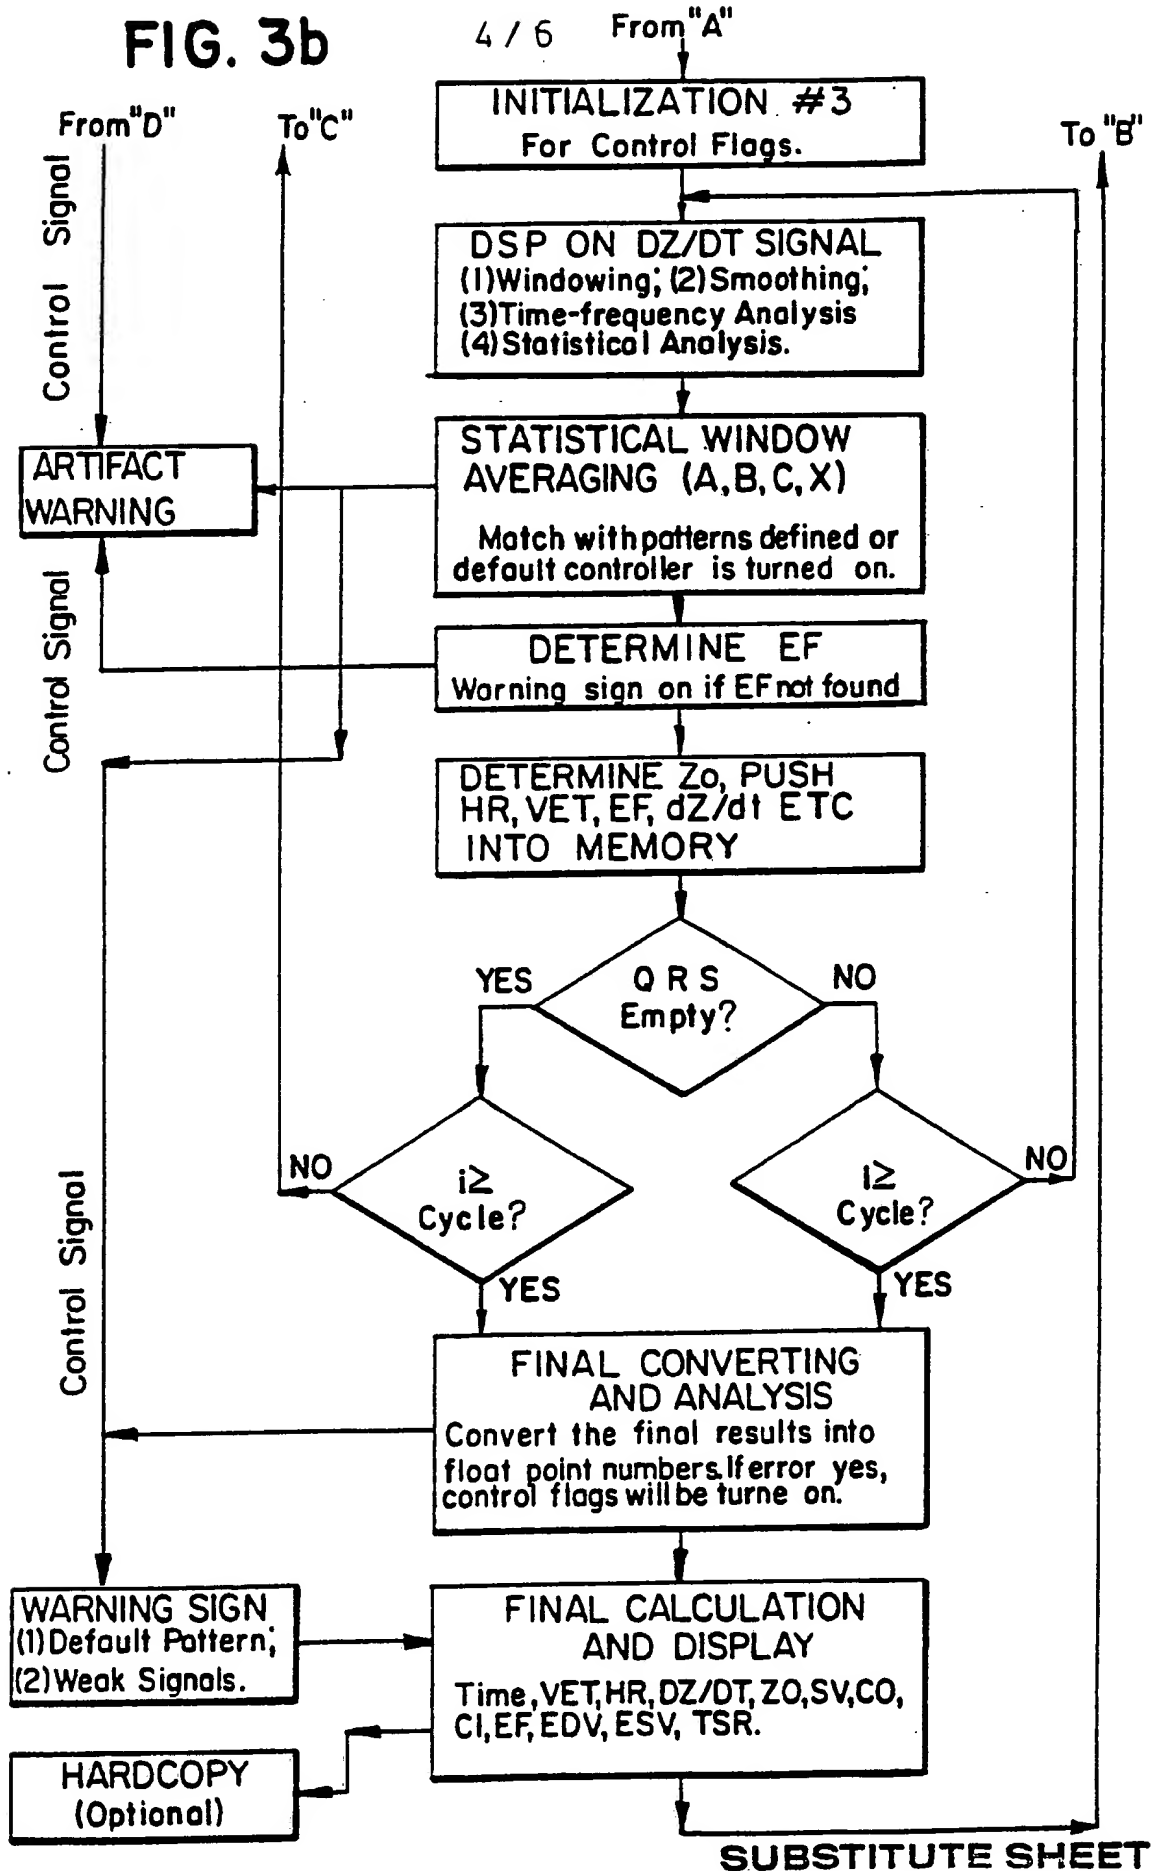 FIG. 3b
4 / 6
From "A"
INITIALIZATION #3
For Control Flags.
From "D"
To "C"
To "B"
Control Signal
DSP ON DZ/DT SIGNAL
(1) Windowing; (2) Smoothing;
(3) Time-frequency Analysis
(4) Statistical Analysis.
STATISTICAL WINDOW
AVERAGING (A, B, C, X)
Match with patterns defined or
default controller is turned on.
ARTIFACT
WARNING
Control Signal
DETERMINE EF
Warning sign on if EF not found
DETERMINE Zo, PUSH
HR, VET, EF, dZ/dt ETC
INTO MEMORY
QRS
Empty?
YES
NO
i≥
Cycle?
NO
YES
i≥
Cycle?
NO
YES
Control Signal
FINAL CONVERTING
AND ANALYSIS
Convert the final results into
float point numbers. If error yes,
control flags will be turne on.
WARNING SIGN
(1) Default Pattern;
(2) Weak Signals.
FINAL CALCULATION
AND DISPLAY
Time, VET, HR, DZ/DT, ZO, SV, CO,
CI, EF, EDV, ESV, TSR.
HARDCOPY
(Optional)
SUBSTITUTE SHEET